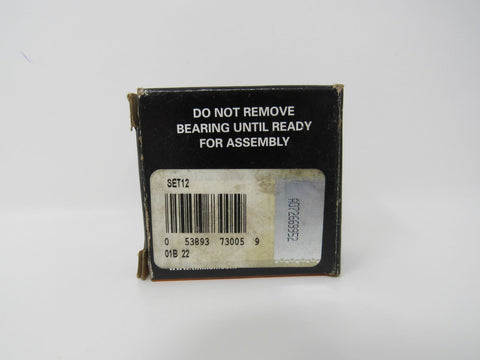 DO NOT REMOVE
BEARING UNTIL READY
FOR ASSEMBLY
SET12
0 53893 73005 9
01B 22